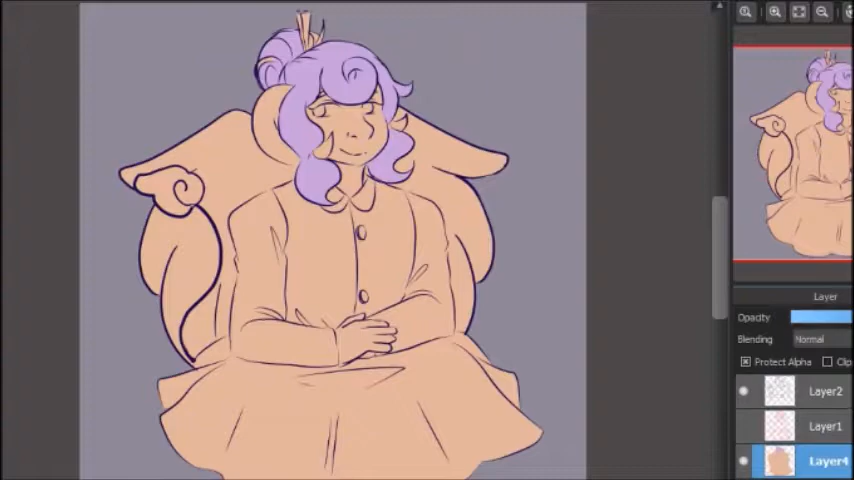 Layer
Opacity
Blending
Normal
Protect Alpha
Layer2
Layer1
Layer4